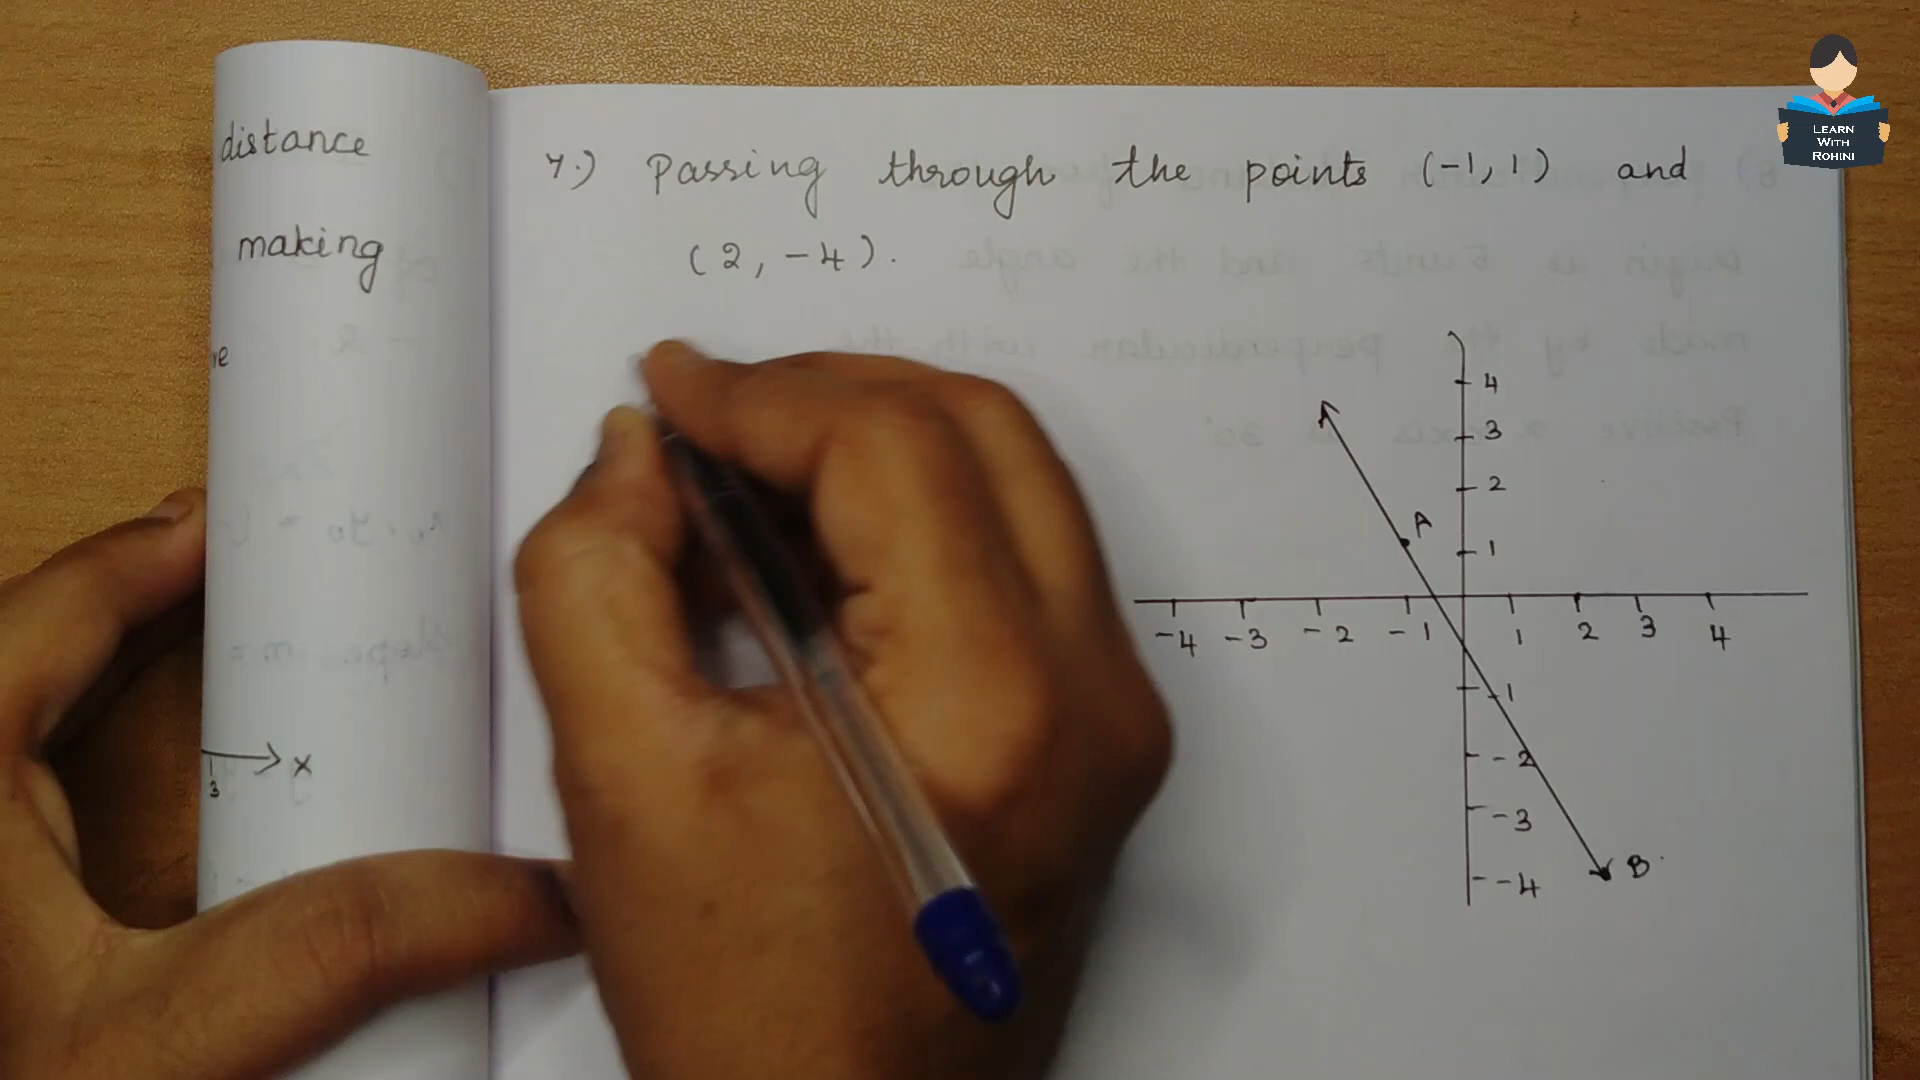 distance
making
x
3
7.) Passing through the points (-1, 1) and
(2, -4).
4
3
2
A
1
-4 -3 -2 -1 1 2 3 4
-1
-2
-3
B
-4
LEARN
With
ROHINI